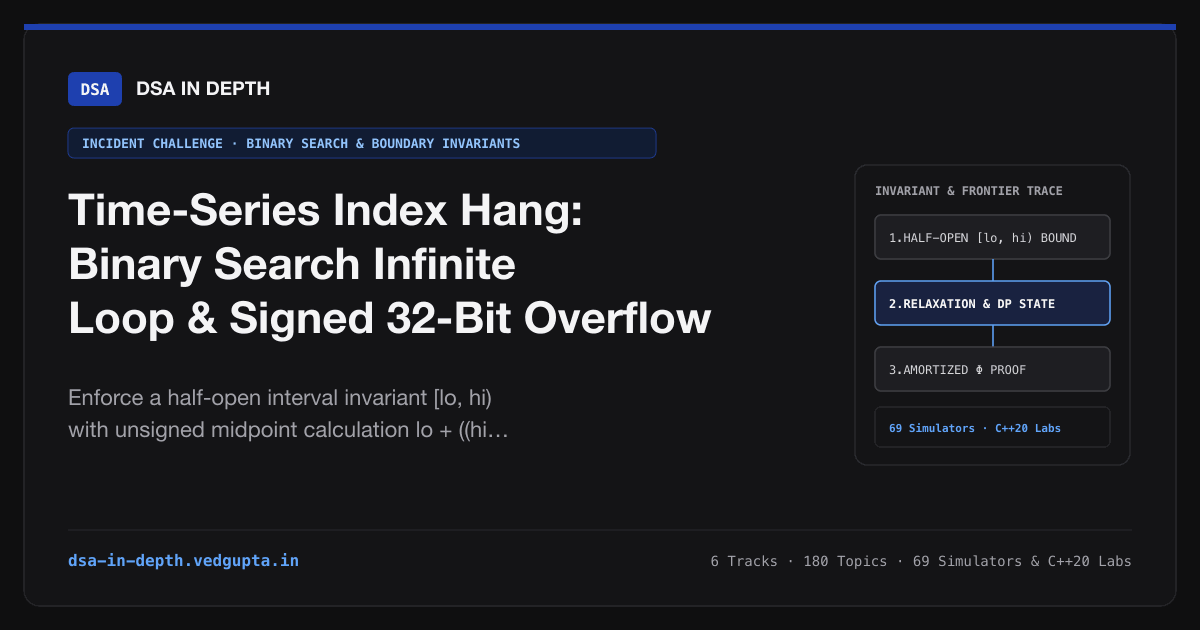 DSA
DSA IN DEPTH
INCIDENT CHALLENGE · BINARY SEARCH & BOUNDARY INVARIANTS
Time-Series Index Hang:
Binary Search Infinite
Loop & Signed 32-Bit Overflow
Enforce a half-open interval invariant [lo, hi)
with unsigned midpoint calculation lo + ((hi…
INVARIANT & FRONTIER TRACE
1.HALF-OPEN [lo, hi) BOUND
2.RELAXATION & DP STATE
3.AMORTIZED Φ PROOF
69 Simulators · C++20 Labs
dsa-in-depth.vedgupta.in
6 Tracks · 180 Topics · 69 Simulators & C++20 Labs